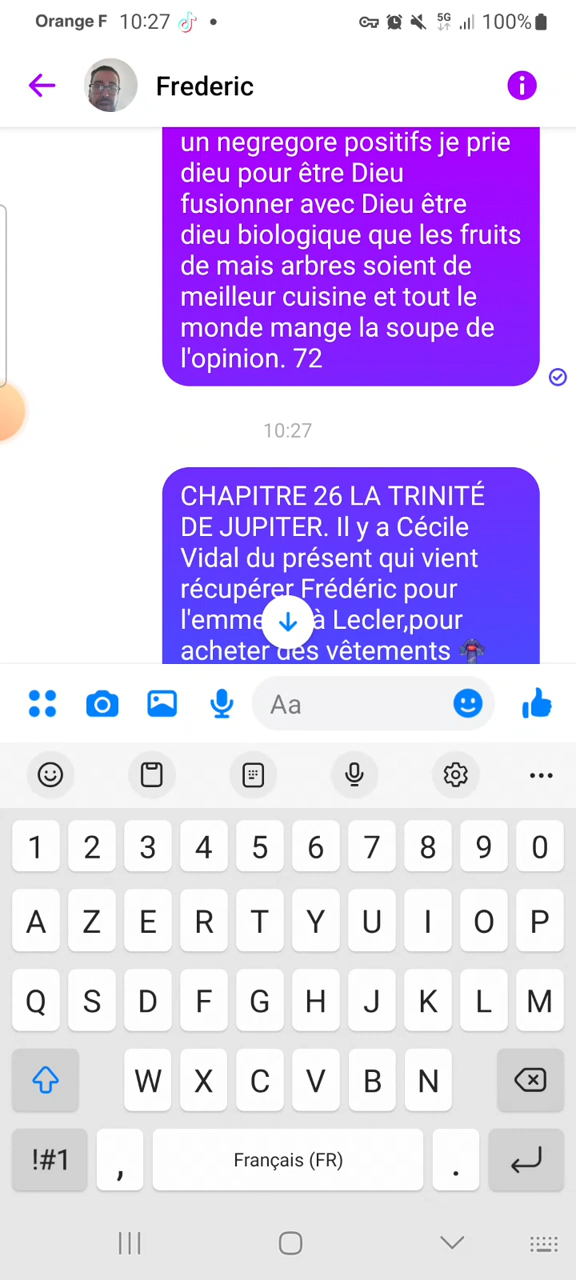 Orange F 10:27 5G 100%
Frederic
un negregore positifs je prie
dieu pour être Dieu
fusionner avec Dieu être
dieu biologique que les fruits
de mais arbres soient de
meilleur cuisine et tout le
monde mange la soupe de
l'opinion. 72
10:27
CHAPITRE 26 LA TRINITÉ
DE JUPITER. Il y a Cécile
Vidal du présent qui vient
récupérer Frédéric pour
à Lecler,pour
acheter des vêtements
Aa
1 2 3 4 5 6 7 8 9 0
A Z E R T Y U I O P
Q S D F G H J K L M
W X C V B N
!#1 , Français (FR) .